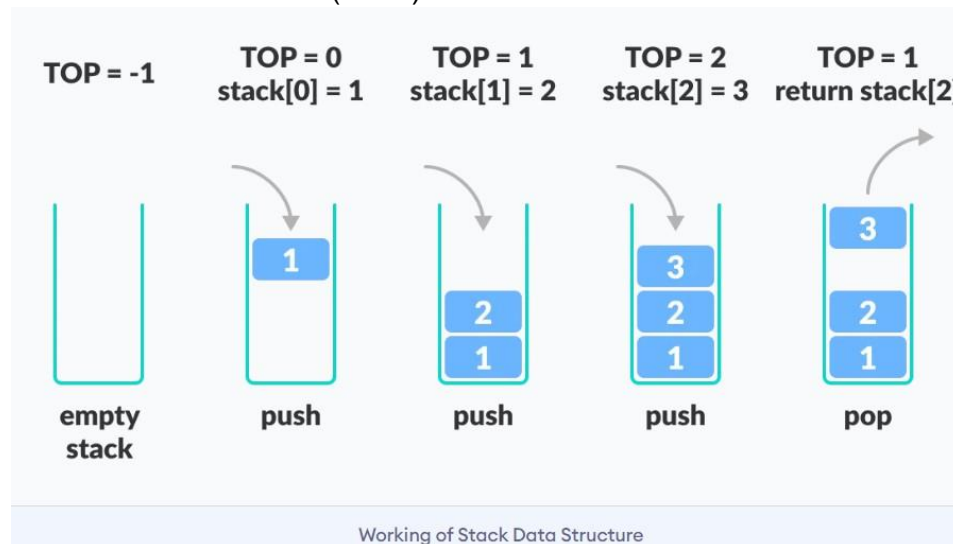 TOP = -1
TOP = 0
stack[0] = 1
TOP = 1
stack[1] = 2
TOP = 2
stack[2] = 3
TOP = 1
return stack[2]
1
2
1
3
2
1
3
2
1
empty
stack
push
push
push
pop
Working of Stack Data Structure